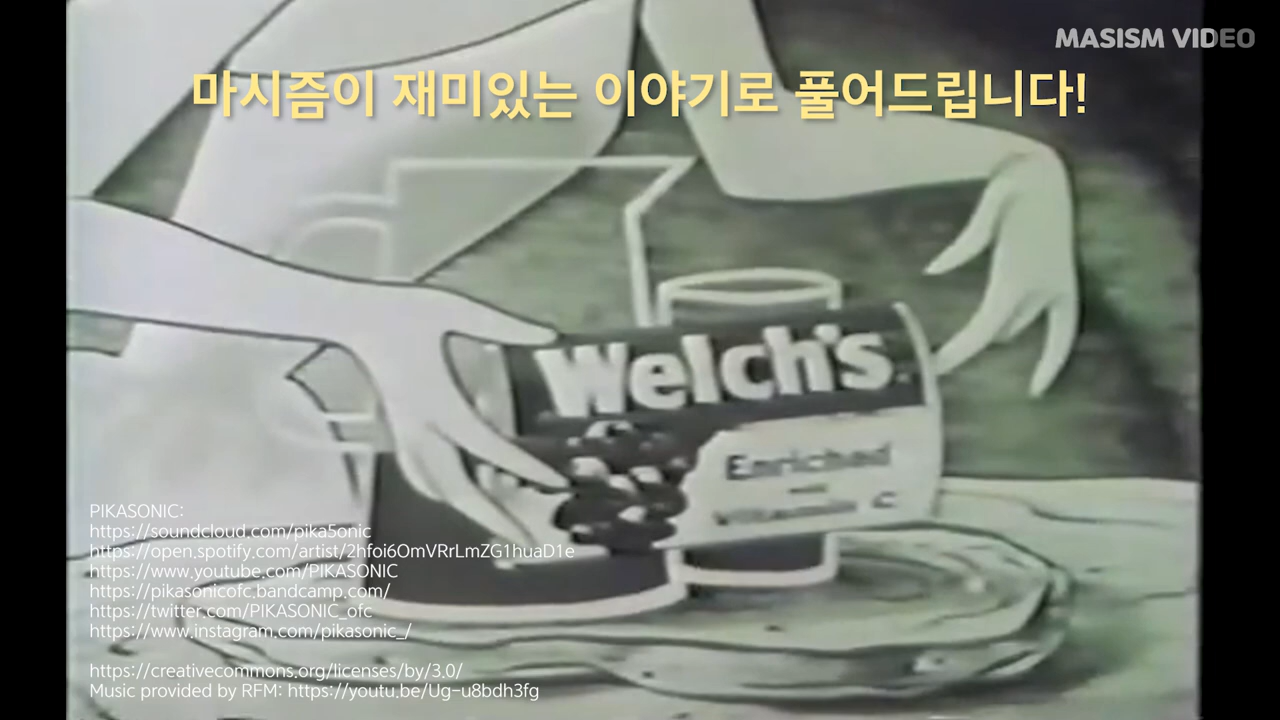 MASISM VIDEO
마시즘이 재미있는 이야기로 풀어드립니다!
Welch's
Enriched
Vitamin C
PIKASONIC:
https://soundcloud.com/pika5onic
https://open.spotify.com/artist/2hfoi6OmVRrLmZG1huaD1e
https://www.youtube.com/PIKASONIC
https://pikasonicofc.bandcamp.com/
https://twitter.com/PIKASONIC_ofc
https://www.instagram.com/pikasonic_/
https://creativecommons.org/licenses/by/3.0/
Music provided by RFM: https://youtu.be/Ug-u8bdh3fg